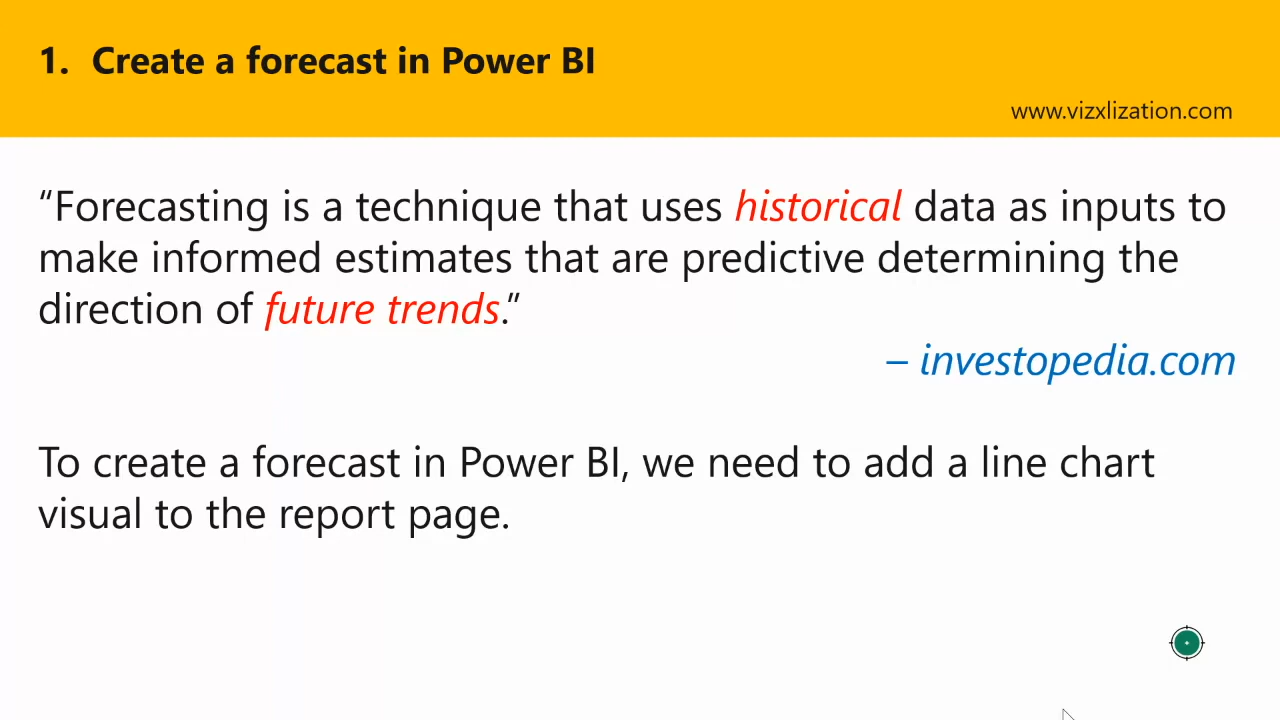 1. Create a forecast in Power BI
www.vizxlization.com
“Forecasting is a technique that uses historical data as inputs to
make informed estimates that are predictive determining the
direction of future trends.”
– investopedia.com
To create a forecast in Power BI, we need to add a line chart
visual to the report page.